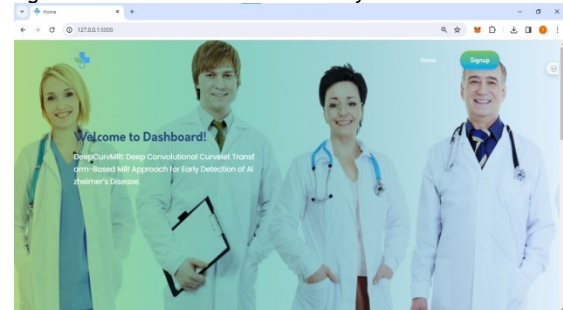 Home
127.0.0.1:5000
Home
Signup
Welcome to Dashboard!
DeepCurvMRI: Deep Convolutional Curvelet Transf
orm-Based MRI Approach for Early Detection of Al
zheimer's Disease.